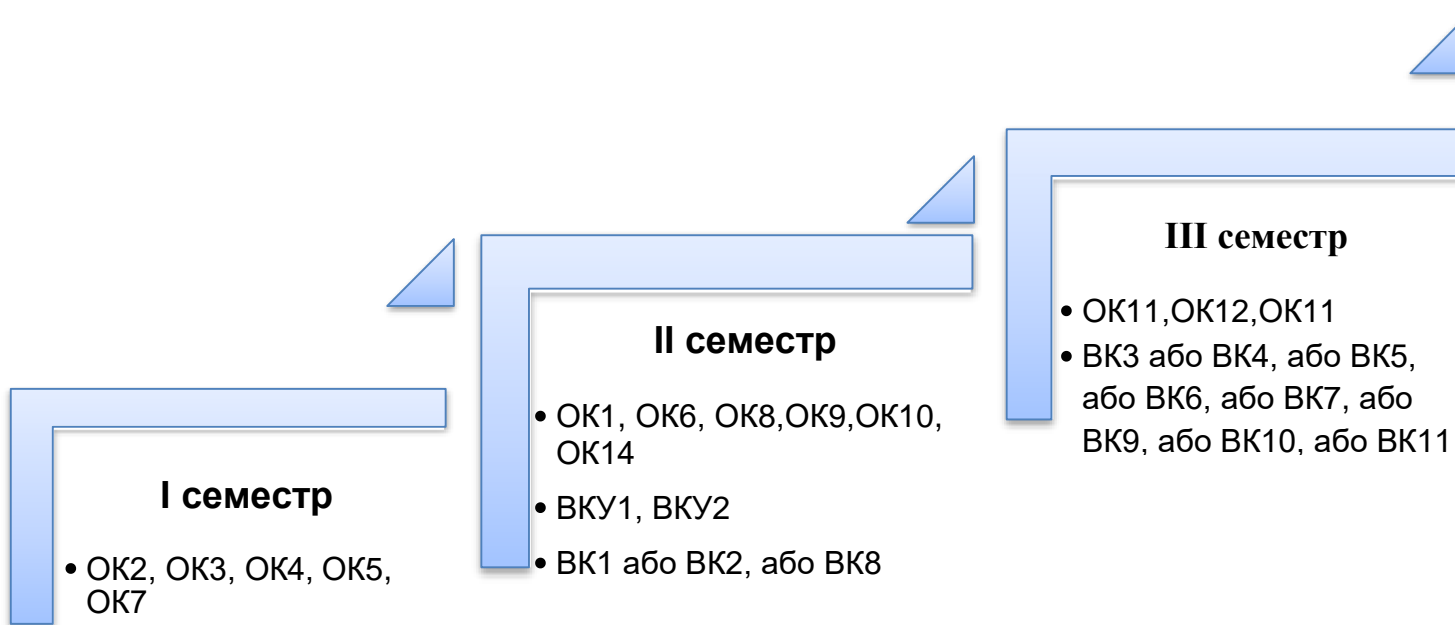 I семестр
• ОК2, ОК3, ОК4, ОК5,
ОК7
II семестр
• ОК1, ОК6, ОК8,ОК9,ОК10,
ОК14
• ВКУ1, ВКУ2
• ВК1 або ВК2, або ВК8
III семестр
• ОК11,ОК12,ОК11
• ВК3 або ВК4, або ВК5,
або ВК6, або ВК7, або
ВК9, або ВК10, або ВК11